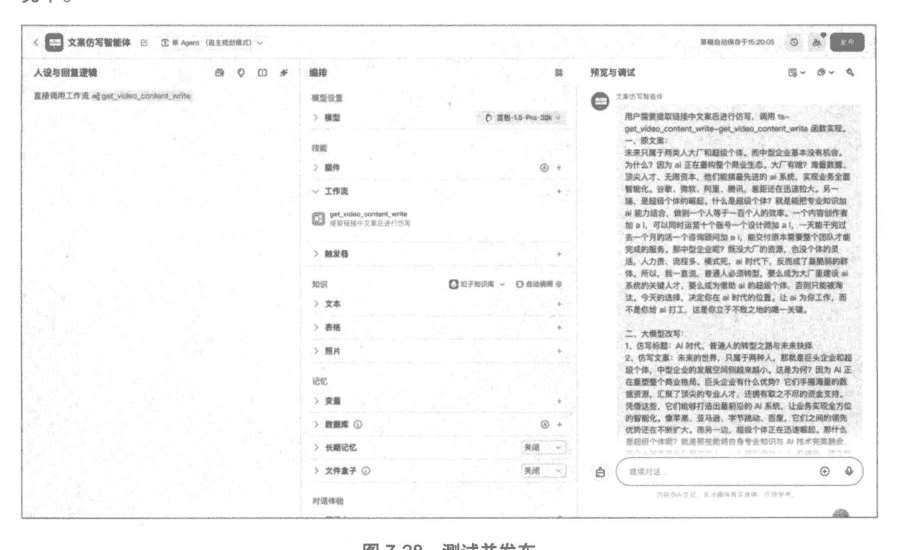 文案仿写智能体
单 Agent （自主规划模式）
草稿自动保存于15:20:05
发布
人设与回复逻辑
编排
预览与调试
直接调用工作流 get_video_content_write
模型设置
模型
豆包·1.5·Pro·32k
技能
插件
工作流
get_video_content_write
提取链接中文案后进行仿写
触发器
知识
扣子知识库
自动调用
文本
表格
照片
记忆
变量
数据库
长期记忆
关闭
文件盒子
关闭
对话体验
文案仿写智能体
用户需要提取链接中文案后进行仿写，调用 ts-
get_video_content_write-get_video_content_write 函数实现。
一、原文案：
未来只属于两类人大厂和超级个体，而中型企业基本没有机会。
为什么？因为 ai 正在重构整个商业生态。大厂有啥？海量数据、
顶尖人才、无限资本，他们能搞最先进的 ai 系统，实现业务全面
智能化。谷歌、微软、阿里、腾讯，差距还在迅速拉大。另一
端，是超级个体的崛起。什么是超级个体？就是能把专业知识加
ai 能力结合，做到一个人等于一百个人的效率。一个内容创作者
加 a i，可以同时运营十个账号一个设计师加 a i，一天能干完过
去一个月的活一个咨询顾问加 a i，能交付原本需要整个团队才能
完成的服务。那中型企业呢？既没大厂的资源，也没个体的灵
活，人力贵、流程多、模式死，ai 时代下，反而成了最脆弱的群
体。所以，我一直说，普通人必须转型，要么成为大厂里建设 ai
系统的关键人才，要么成为借助 ai 的超级个体，否则只能被淘
汰。今天的选择，决定你在 ai 时代的位置。让 ai 为你工作，而
不是你给 ai 打工，这是你立于不败之地的唯一关键。
二、大模型改写：
1、仿写标题：AI 时代，普通人的转型之路与未来抉择
2、仿写文案：未来的世界，只属于两种人，那就是巨头企业和超
级个体，中型企业的发展空间则越来越小。这是为何？因为 AI 正
在重塑整个商业格局。巨头企业有什么优势？它们手握海量的数
据资源，汇聚了顶尖的专业人才，还拥有取之不尽的资金支持。
凭借这些，它们能够打造出最前沿的 AI 系统，让业务实现全方位
的智能化。像苹果、亚马逊、字节跳动、百度，它们之间的领先
优势还在不断扩大。而另一边，超级个体正在迅速崛起。那什么
是超级个体呢？就是那些能将自身专业知识与 AI 技术完美融合，
继续对话...
内容由AI生成，无法确保真实准确，仅供参考。
图 7-28 测试并发布